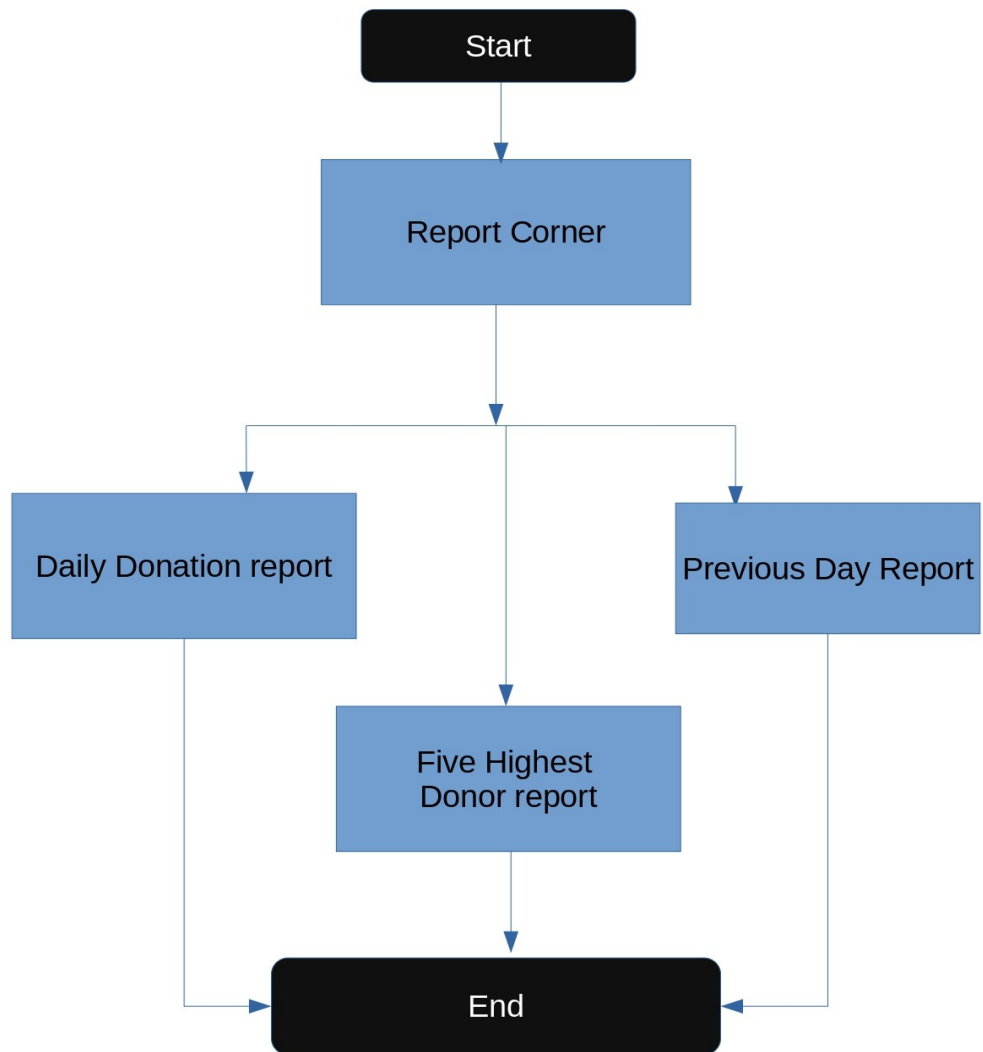 Start
Report Corner
Daily Donation report
Previous Day Report
Five Highest
Donor report
End